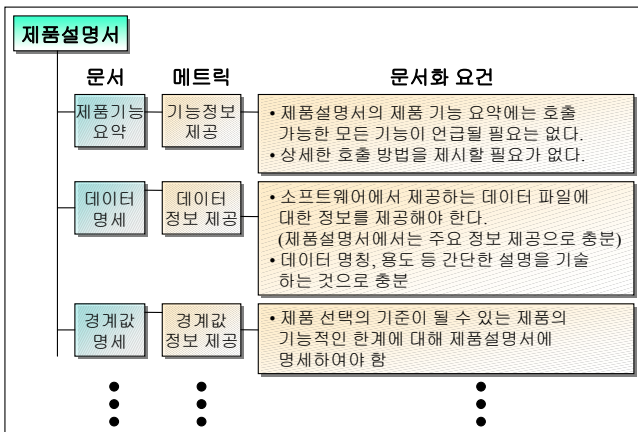 제품설명서
문서 메트릭 문서화 요건
제품기능
요약
기능정보
제공
• 제품설명서의 제품 기능 요약에는 호출
가능한 모든 기능이 언급될 필요는 없다.
• 상세한 호출 방법을 제시할 필요가 없다.
데이터
명세
데이터
정보 제공
• 소프트웨어에서 제공하는 데이터 파일에
대한 정보를 제공해야 한다.
(제품설명서에서는 주요 정보 제공으로 충분)
• 데이터 명칭, 용도 등 간단한 설명을 기술
하는 것으로 충분
경계값
명세
경계값
정보 제공
• 제품 선택의 기준이 될 수 있는 제품의
기능적인 한계에 대해 제품설명서에
명세하여야 함